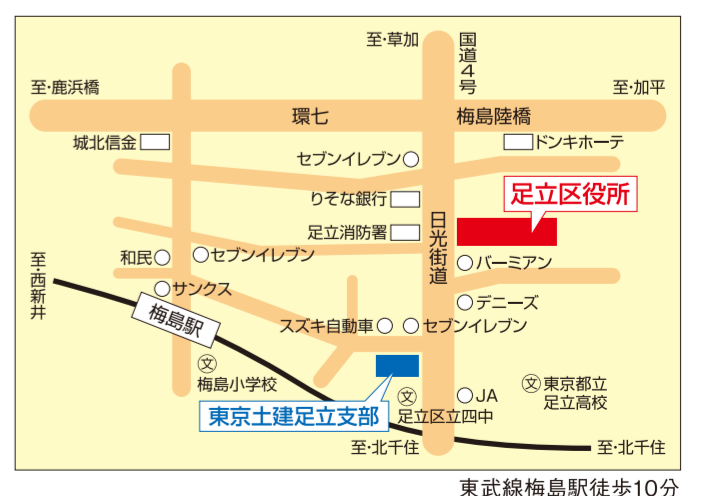 至・草加
国道4号
至・鹿浜橋
至・加平
環七
梅島陸橋
城北信金
ドンキホーテ
セブンイレブン
足立区役所
りそな銀行
日光街道
足立消防署
至・西新井
和民
セブンイレブン
バーミアン
サンクス
デニーズ
梅島駅
スズキ自動車
セブンイレブン
文
梅島小学校
文
東京都立
足立高校
JA
文
足立区立四中
東京土建足立支部
至・北千住
至・北千住
東武線梅島駅徒歩10分